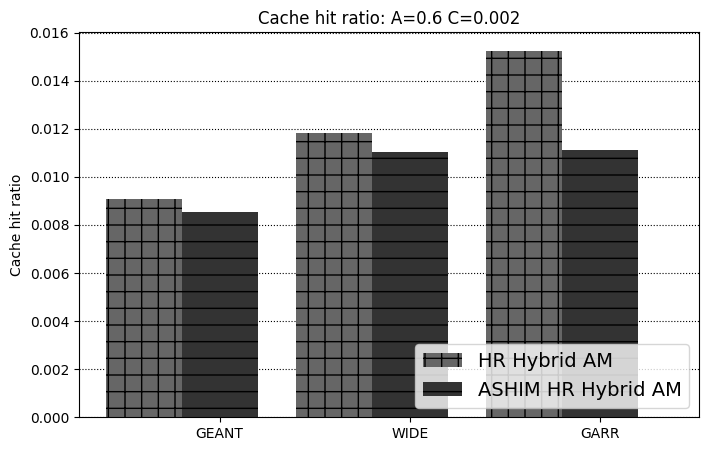 Cache hit ratio: A=0.6 C=0.002
0.016
0.014
0.012
0.010
0.008
0.006
0.004
0.002
0.000
Cache hit ratio
HR Hybrid AM
ASHIM HR Hybrid AM
GEANT WIDE GARR